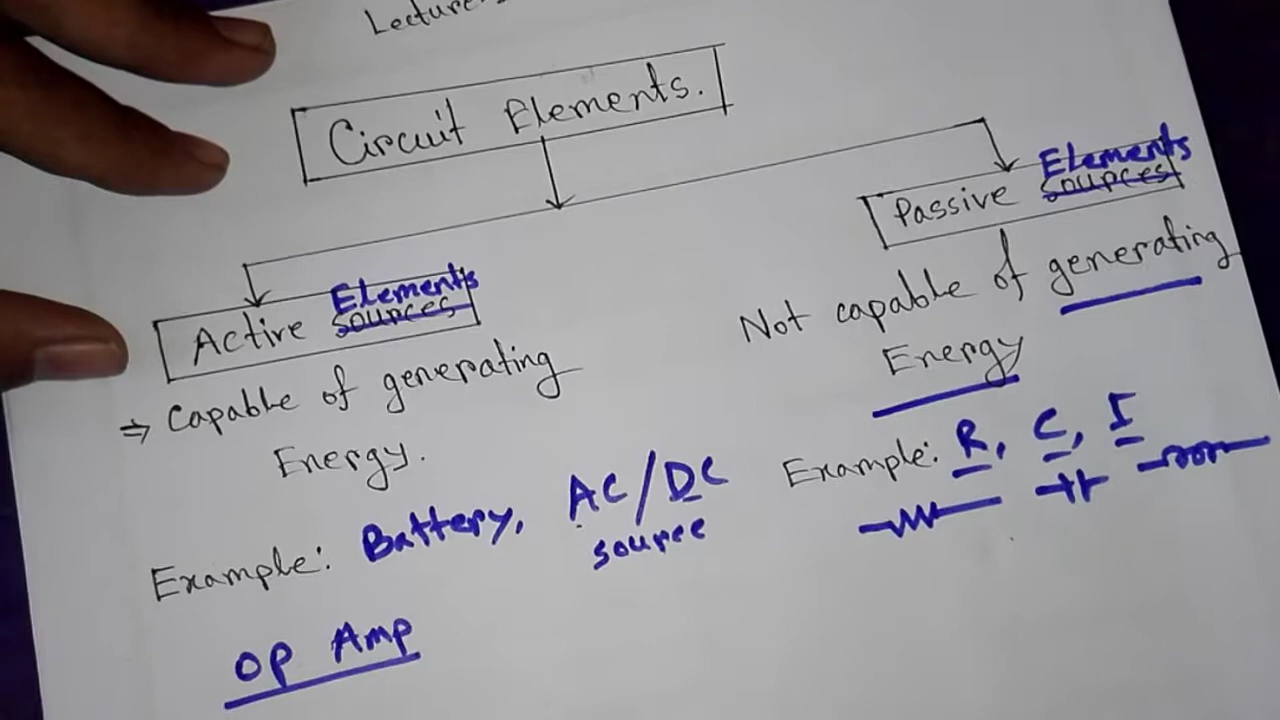 Lecture
Circuit Elements.
Active Elements
sources
⇒ Capable of generating
Energy.
Example: Battery, AC/DC
source
OP Amp
Passive Elements
sources
Not capable of generating
Energy
Example: R, C, I